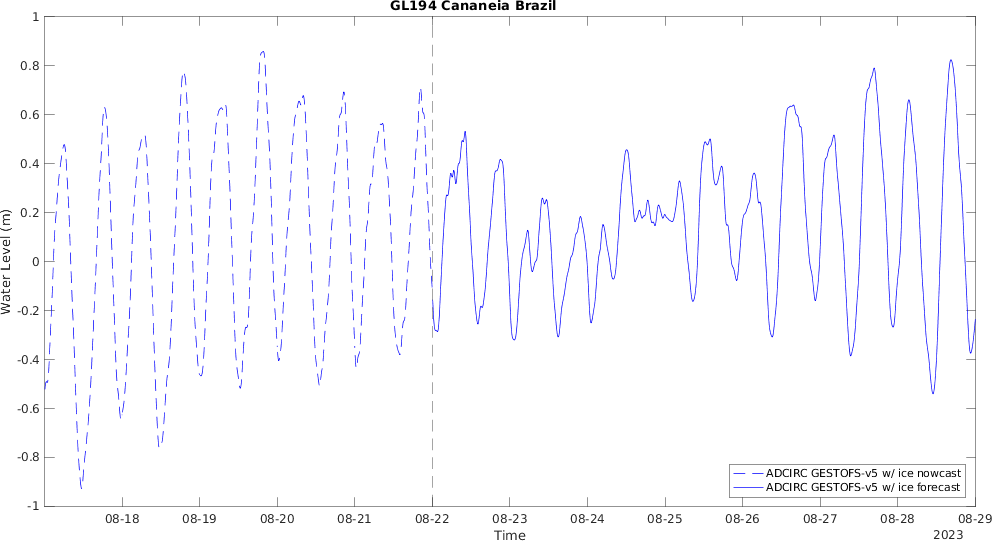 GL194 Cananeia Brazil
1
0.8
0.6
0.4
0.2
0
-0.2
-0.4
-0.6
-0.8
-1
Water Level (m)
ADCIRC GESTOFS-v5 w/ ice nowcast
ADCIRC GESTOFS-v5 w/ ice forecast
08-18 08-19 08-20 08-21 08-22 08-23 08-24 08-25 08-26 08-27 08-28 08-29
Time
2023